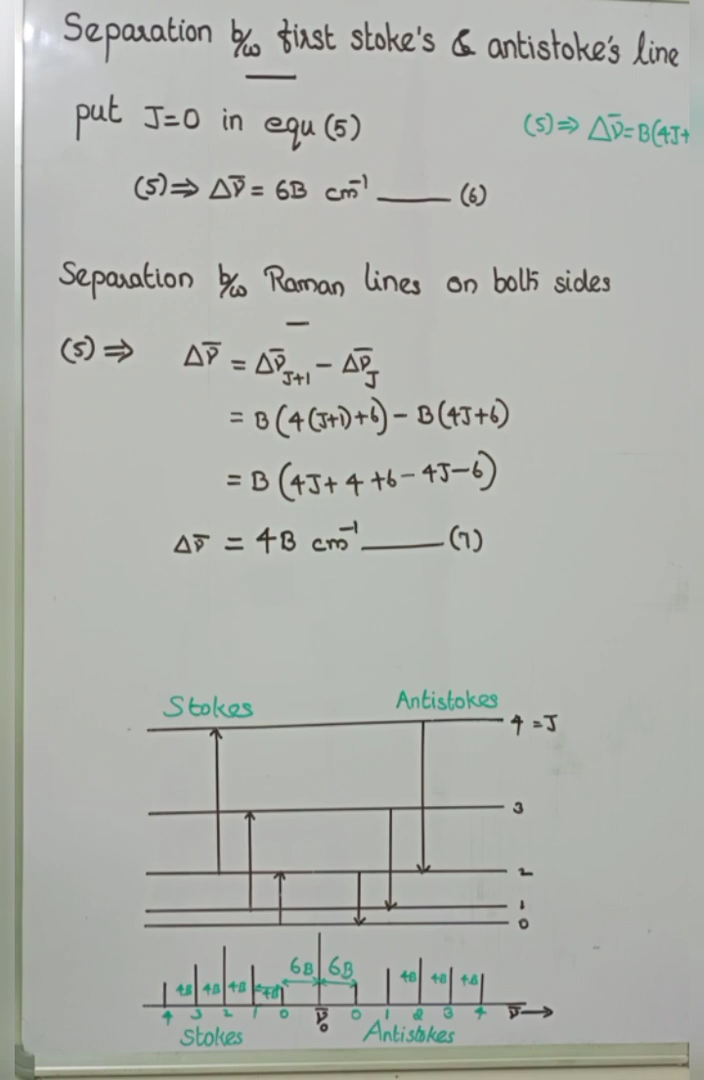 Separation b/w first stoke's & antistoke's line
put J=0 in equ (5)
(5)⇒ Δν̄=B(4J+
(5)⇒ Δν̄ = 6B cm⁻¹ ——— (6)
Separation b/w Raman lines on both sides
(5)⇒ Δν̄ = Δν̄J+1 − Δν̄J
= B(4(J+1)+6) − B(4J+6)
= B(4J+4+6−4J−6)
Δν̄ = 4B cm⁻¹ ——— (7)
Stokes Antistokes
4 = J
3
2
1
0
6B 6B
4B 4B 4B 4B 4B 4B 4B
4 3 2 1 0 ν̄₀ 0 1 2 3 4 ν̄ →
Stokes Antistokes